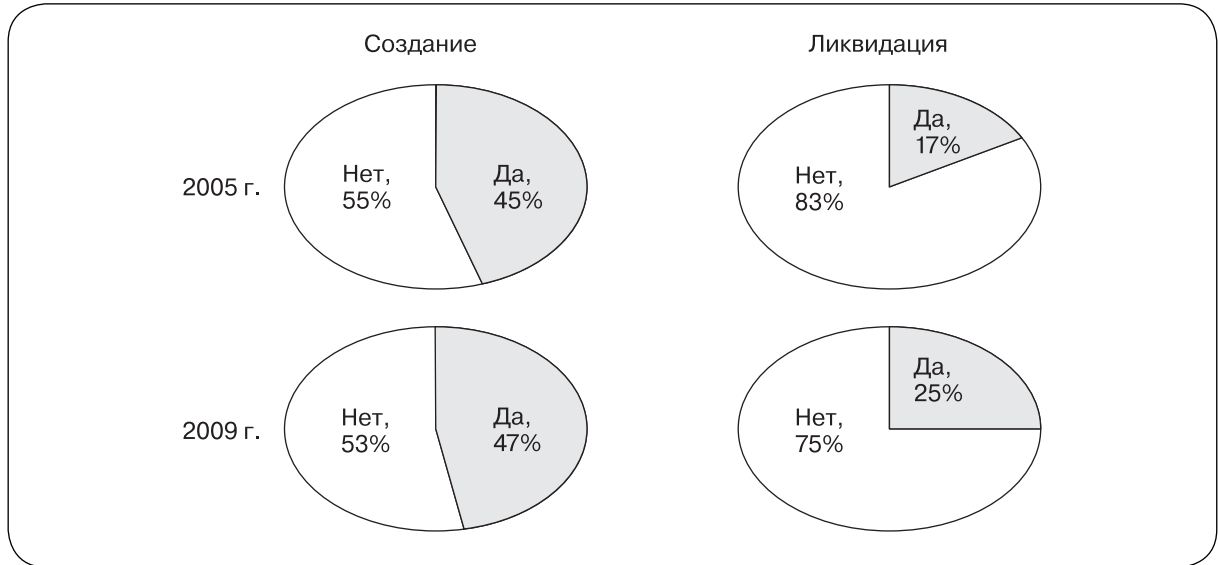 Создание
Ликвидация
2005 г.
Нет,
55%
Да,
45%
Нет,
83%
Да,
17%
2009 г.
Нет,
53%
Да,
47%
Нет,
75%
Да,
25%